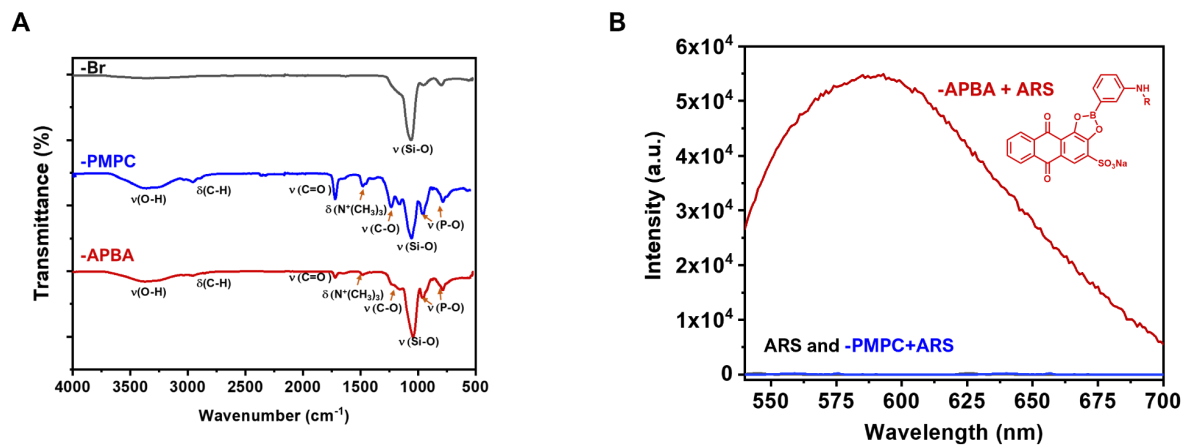 A
-Br
ν (Si-O)
-PMPC
ν(O-H)
δ(C-H)
ν (C=O)
δ (N⁺(CH₃)₃)
ν (C-O)
ν (P-O)
ν(Si-O)
-APBA
ν(O-H)
δ(C-H)
ν (C=O)
δ (N⁺(CH₃)₃)
ν (C-O)
ν (P-O)
ν (Si-O)
Transmittance (%)
4000 3500 3000 2500 2000 1500 1000 500
Wavenumber (cm⁻¹)
B
6x10⁴
5x10⁴
4x10⁴
3x10⁴
2x10⁴
1x10⁴
0
Intensity (a.u.)
-APBA + ARS
NH
R
B
O
O
O
O
SO₃Na
ARS and -PMPC+ARS
550 575 600 625 650 675 700
Wavelength (nm)